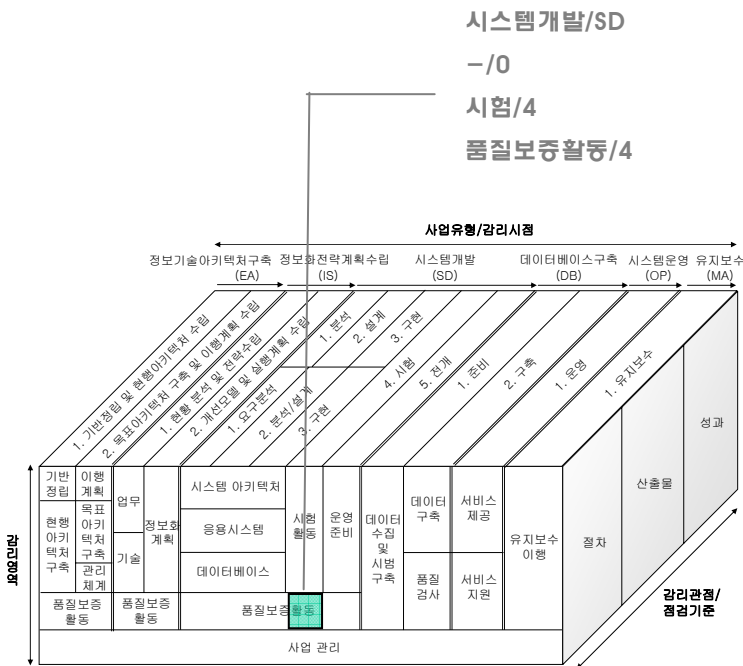 시스템개발/SD
-/0
시험/4
품질보증활동/4
사업유형/감리시점
정보기술아키텍처구축
(EA)
정보화전략계획수립
(IS)
시스템개발
(SD)
데이터베이스구축
(DB)
시스템운영
(OP)
유지보수
(MA)
1. 기반정립 및 현행아키텍처 수립
2. 목표아키텍처 구축 및 이행계획 수립
1. 현황 분석 및 전략수립
2. 개선모델 및 실행계획 수립
1. 분석
2. 설계
3. 구현
1. 요구분석
2. 분석/설계
3. 구현
4. 시험
5. 전개
1. 준비
2. 구축
1. 운영
1. 유지보수
감리영역
기반
정립
이행
계획
현행
아키
텍처
구축
목표
아키
텍처
구축
관리
체계
업무
기술
정보화
계획
시스템 아키텍처
응용시스템
데이터베이스
시험
활동
운영
준비
데이터
수집
및
시범
구축
데이터
구축
품질
검사
서비스
제공
서비스
지원
유지보수
이행
품질보증
활동
품질보증
활동
품질보증활동
사업 관리
절차
산출물
성과
감리관점/
점검기준